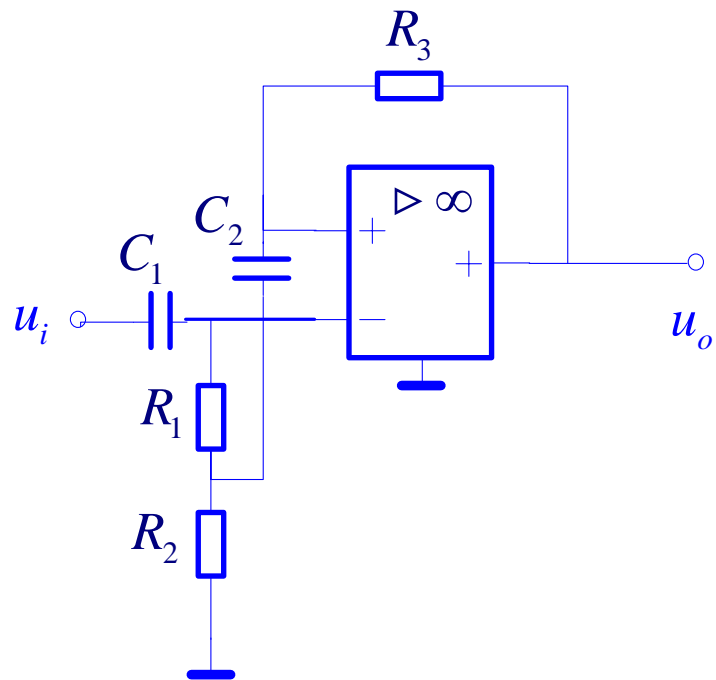 R₃
▷ ∞
C₂
+
C₁
+
uᵢ
−
uₒ
R₁
R₂